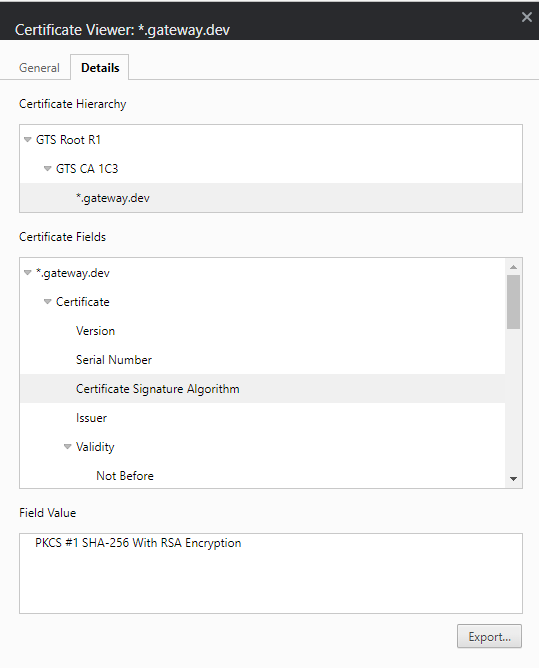 Certificate Viewer: *.gateway.dev
General Details
Certificate Hierarchy
GTS Root R1
GTS CA 1C3
*.gateway.dev
Certificate Fields
*.gateway.dev
Certificate
Version
Serial Number
Certificate Signature Algorithm
Issuer
Validity
Not Before
Field Value
PKCS #1 SHA-256 With RSA Encryption
Export...